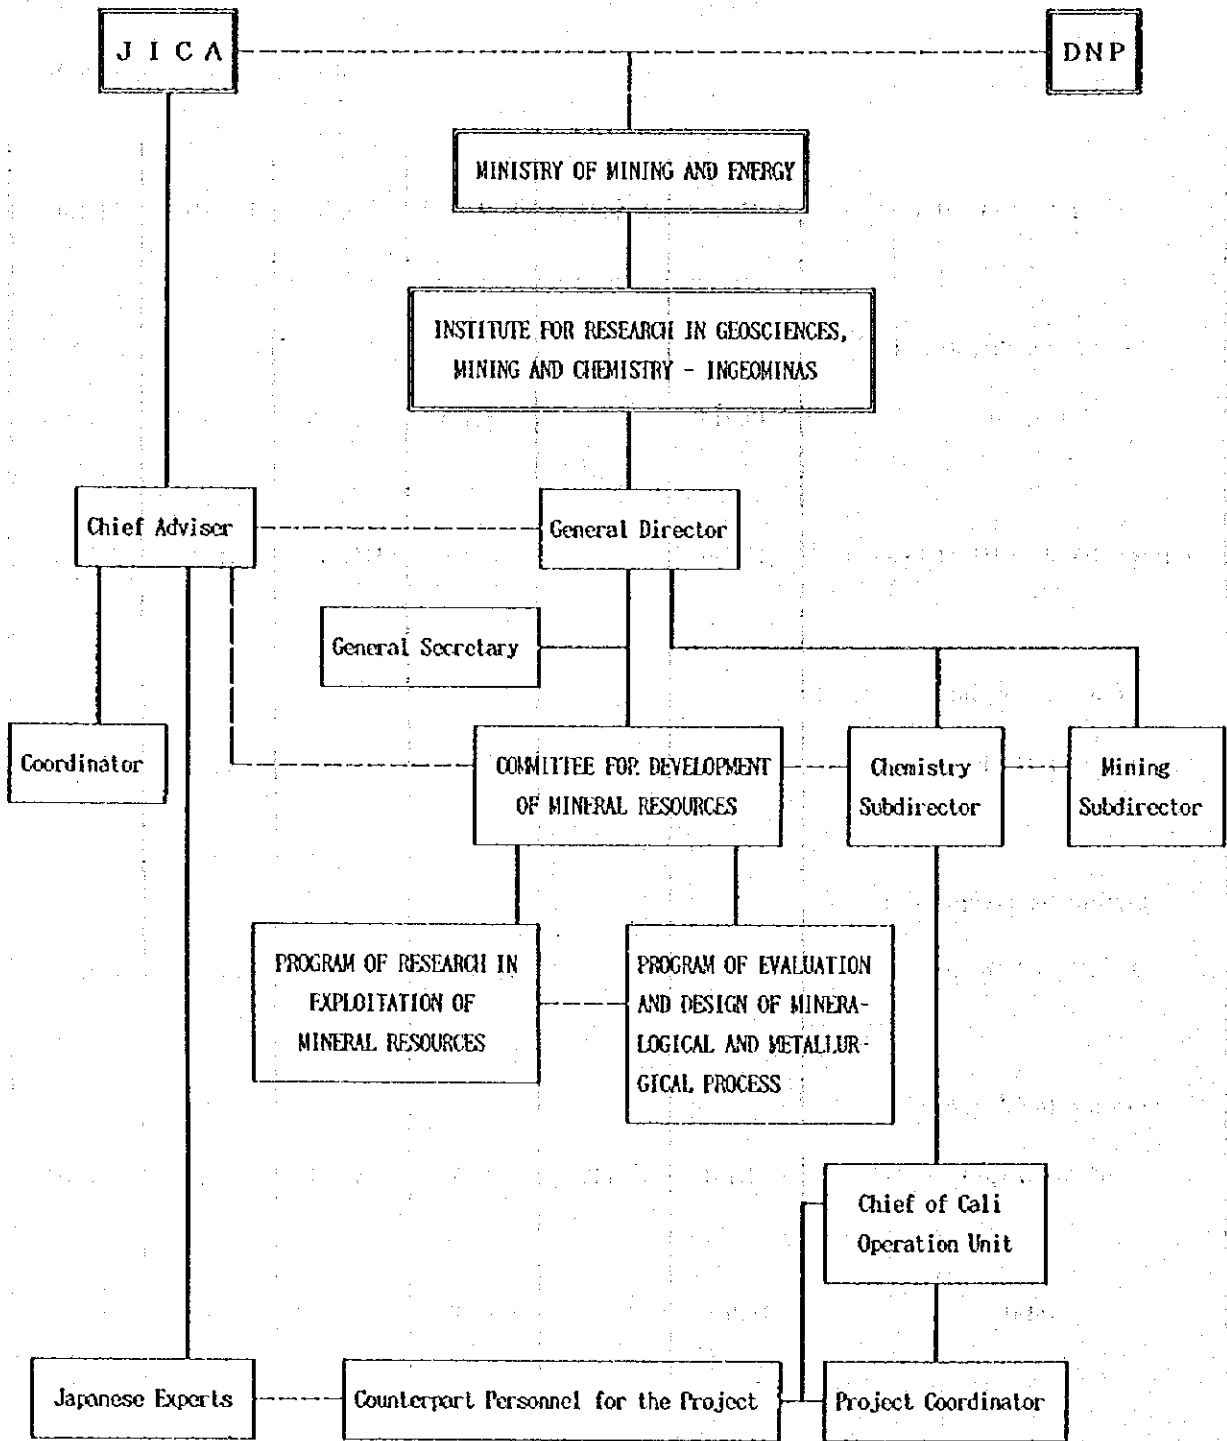 J I C A
DNP
MINISTRY OF MINING AND ENERGY
INSTITUTE FOR RESEARCH IN GEOSCIENCES,
MINING AND CHEMISTRY - INGEOMINAS
Chief Adviser
General Director
General Secretary
Coordinator
COMMITTEE FOR DEVELOPMENT
OF MINERAL RESOURCES
Chemistry
Subdirector
Mining
Subdirector
PROGRAM OF RESEARCH IN
EXPLOITATION OF
MINERAL RESOURCES
PROGRAM OF EVALUATION
AND DESIGN OF MINERA-
LOGICAL AND METALLUR-
GICAL PROCESS
Chief of Cali
Operation Unit
Japanese Experts
Counterpart Personnel for the Project
Project Coordinator